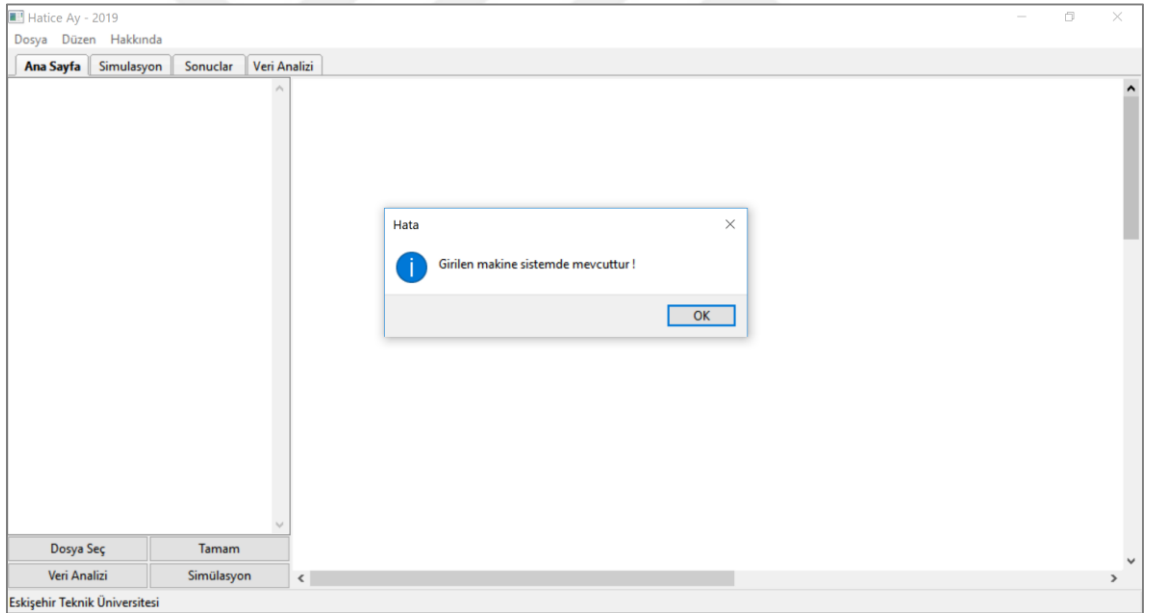 Hatice Ay - 2019
Dosya Düzen Hakkında
Ana Sayfa Simulasyon Sonuclar Veri Analizi
Hata
Girilen makine sistemde mevcuttur !
OK
Dosya Seç Tamam
Veri Analizi Simülasyon
Eskişehir Teknik Üniversitesi